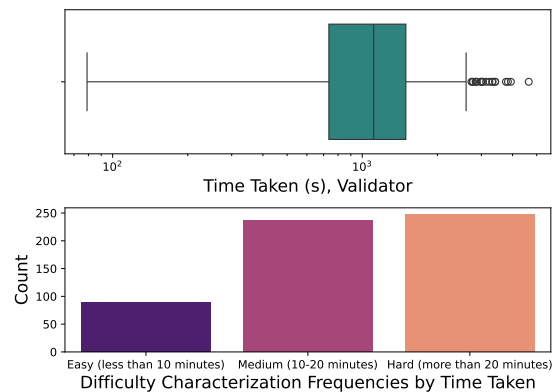 10²
10³
Time Taken (s), Validator
250
200
150
100
50
0
Count
Easy (less than 10 minutes)
Medium (10-20 minutes)
Hard (more than 20 minutes)
Difficulty Characterization Frequencies by Time Taken